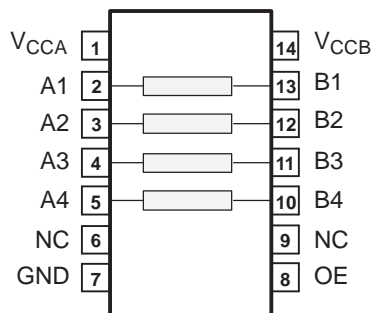 VCCA 1 14 VCCB
A1 2 13 B1
A2 3 12 B2
A3 4 11 B3
A4 5 10 B4
NC 6 9 NC
GND 7 8 OE